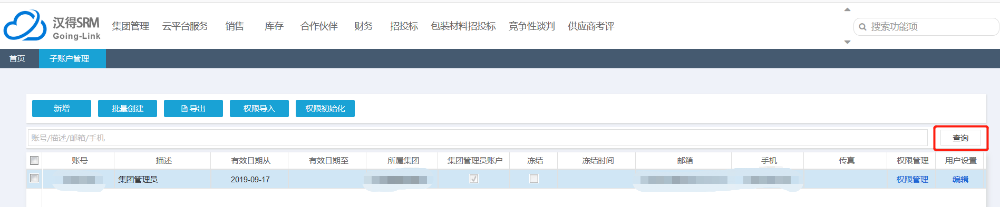 汉得SRM
Going-Link
集团管理 云平台服务 销售 库存 合作伙伴 财务 招投标 包装材料招投标 竞争性谈判 供应商考评
搜索功能项
首页 子账户管理
新增 批量创建 导出 权限导入 权限初始化
账号/描述/邮箱/手机 查询
账号 描述 有效日期从 有效日期至 所属集团 集团管理员账户 冻结 冻结时间 邮箱 手机 传真 权限管理 用户设置
集团管理员 2019-09-17 权限管理 编辑